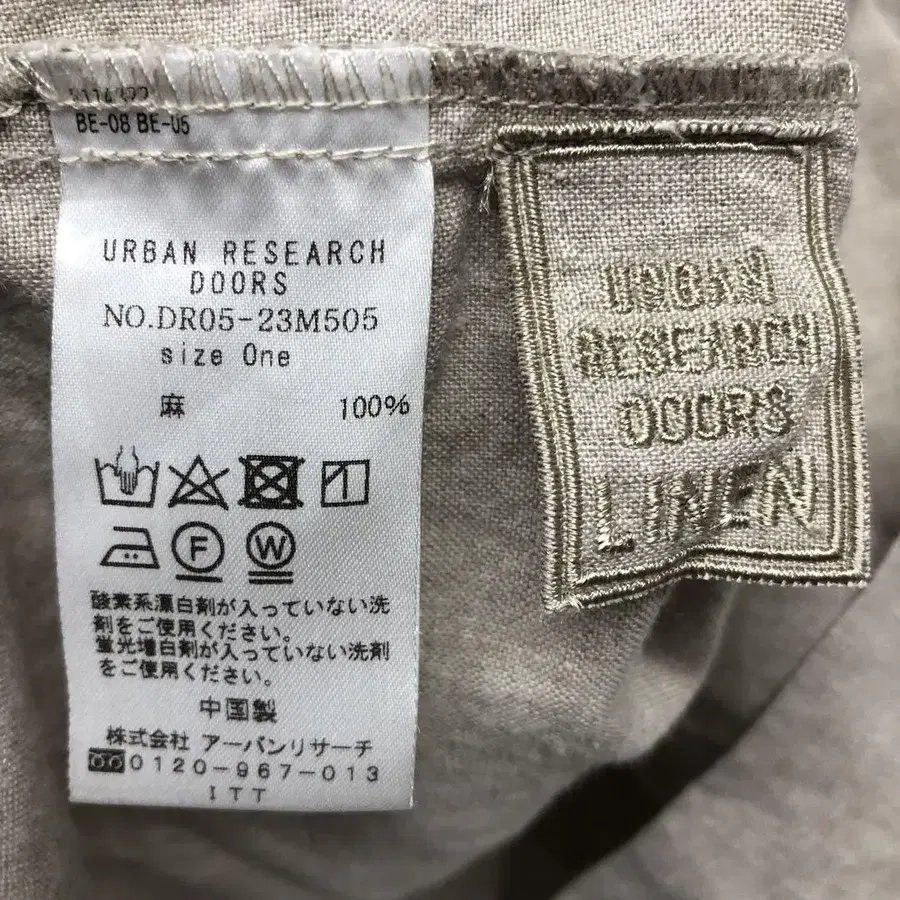 BE-08 BE-05
URBAN RESEARCH
DOORS
NO.DR05-23M505
size One
麻 100%
F W
酸素系漂白剤が入っていない洗
剤をご使用ください。
蛍光増白剤が入っていない洗剤
をご使用ください。
中国製
株式会社 アーバンリサーチ
0120-967-013
ITT
URBAN
RESEARCH
DOORS
LINEN